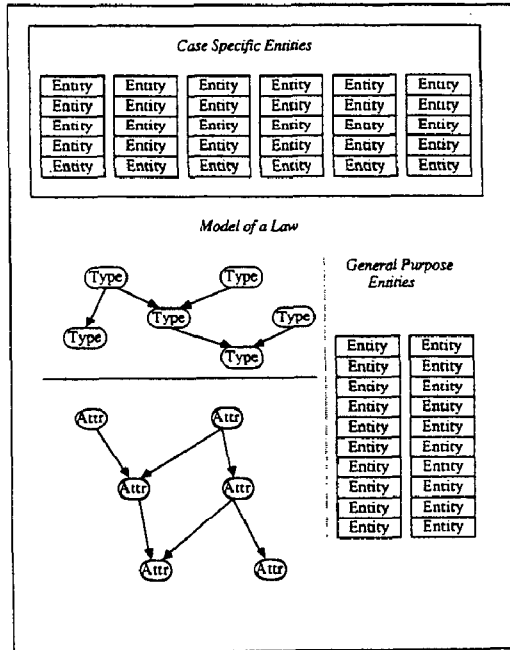 Case Specific Entities
Entity Entity Entity Entity Entity Entity
Entity Entity Entity Entity Entity Entity
Entity Entity Entity Entity Entity Entity
Entity Entity Entity Entity Entity Entity
.Entity Entity Entity Entity Entity Entity
Model of a Law
General Purpose
Entities
Type Type
Type Type
Type
Type
Entity Entity
Entity Entity
Entity Entity
Entity Entity
Entity Entity
Entity Entity
Entity Entity
Entity Entity
Entity Entity
Entity Entity
Attr Attr
Attr Attr
Attr Attr